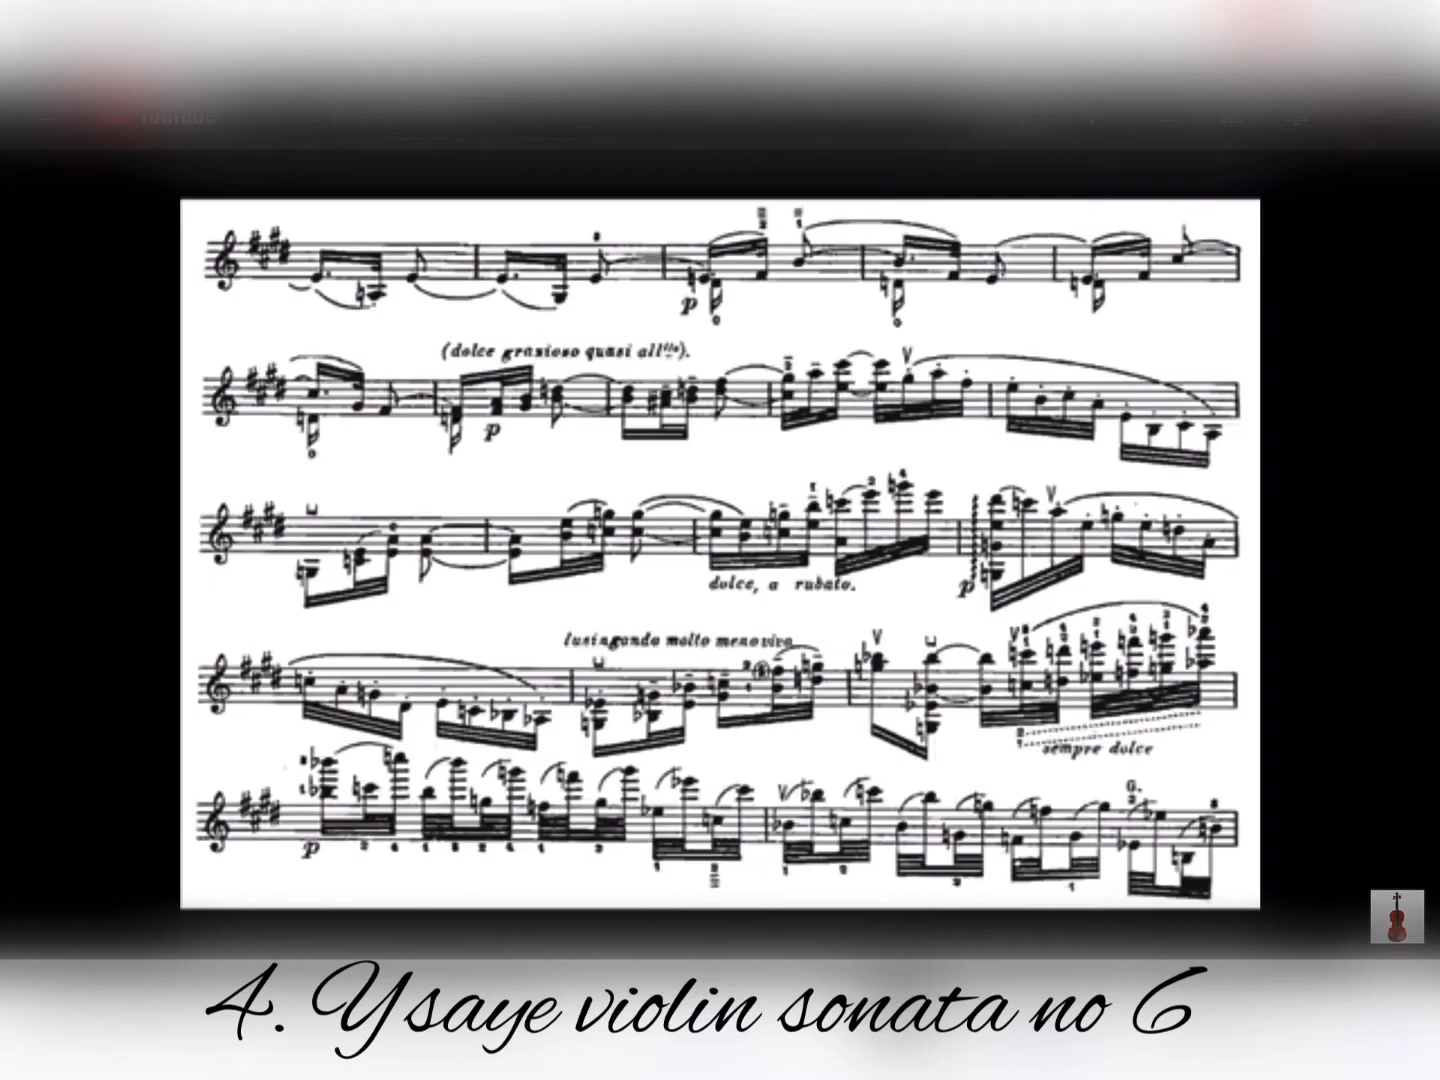 YouTube
p
(dolce grazioso quasi all.tto).
p
dolce, a rubato.
p
lusingando molto meno vivo
sempre dolce
p
G.
4. Ysaye violin sonata no 6